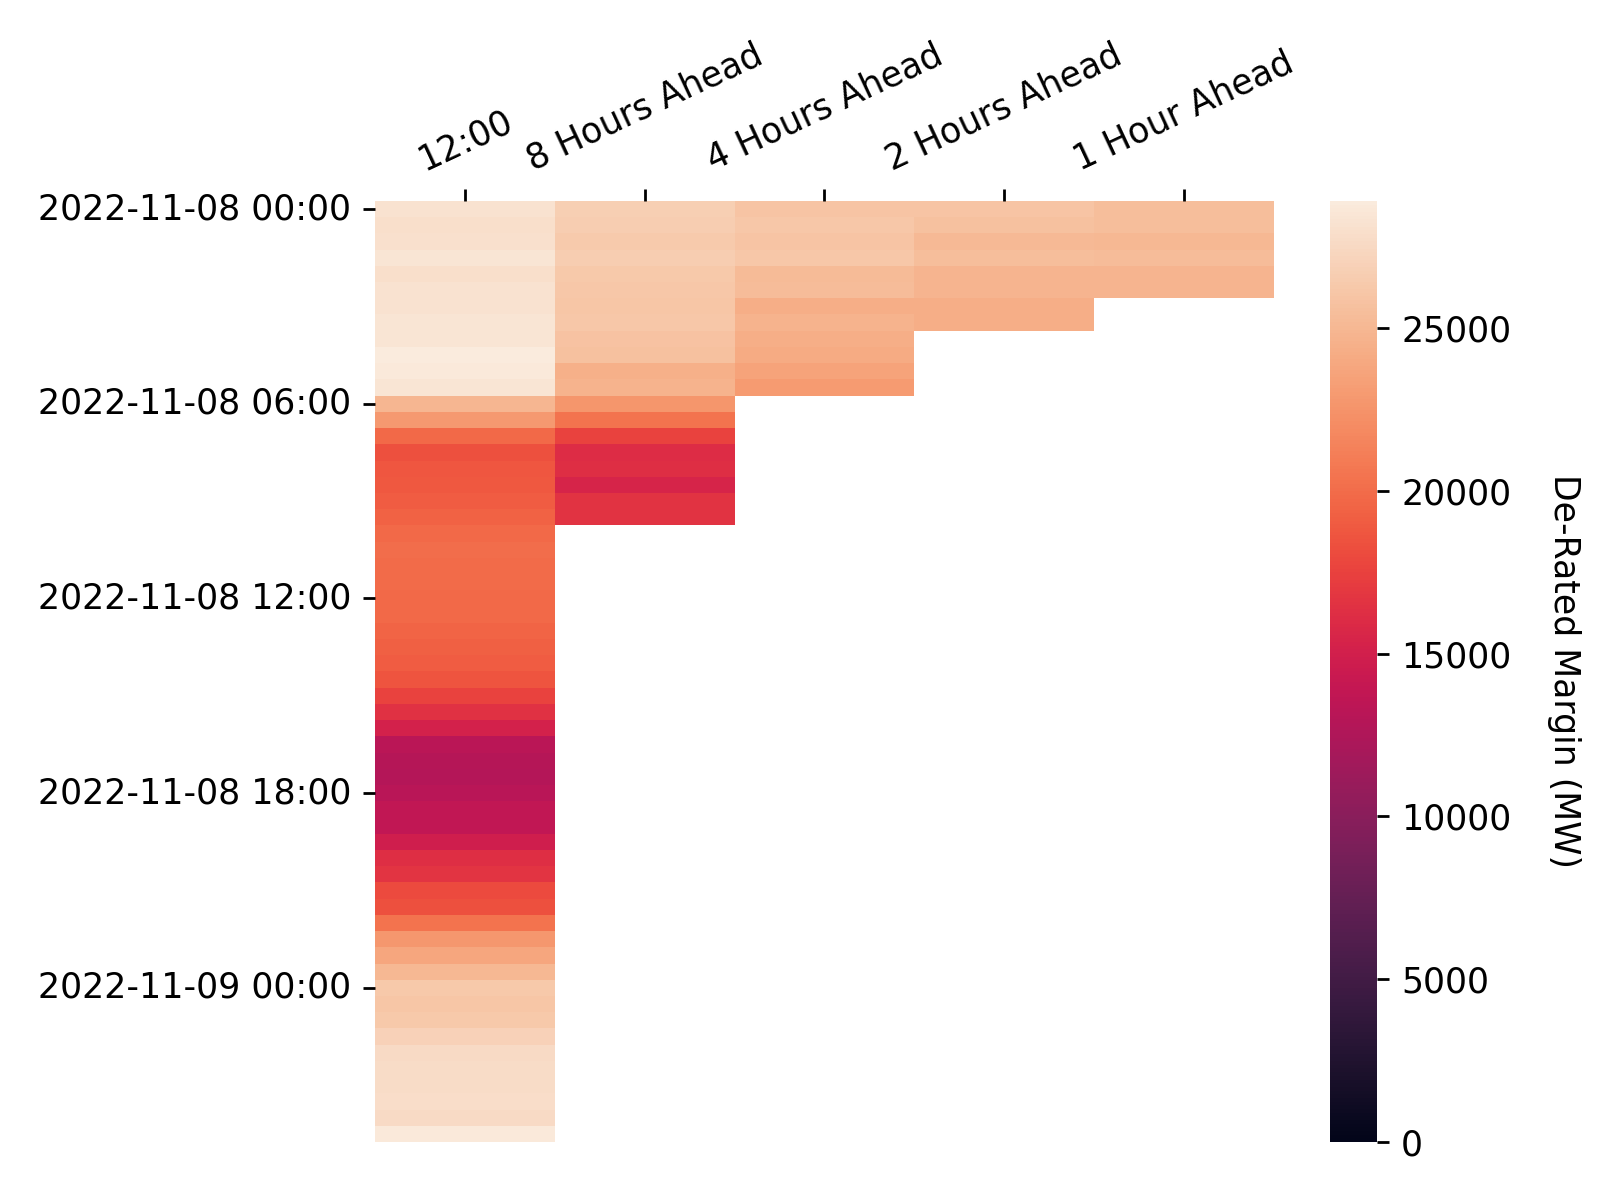 12:00
8 Hours Ahead
4 Hours Ahead
2 Hours Ahead
1 Hour Ahead
2022-11-08 00:00
2022-11-08 06:00
2022-11-08 12:00
2022-11-08 18:00
2022-11-09 00:00
25000
20000
15000
10000
5000
0
De-Rated Margin (MW)